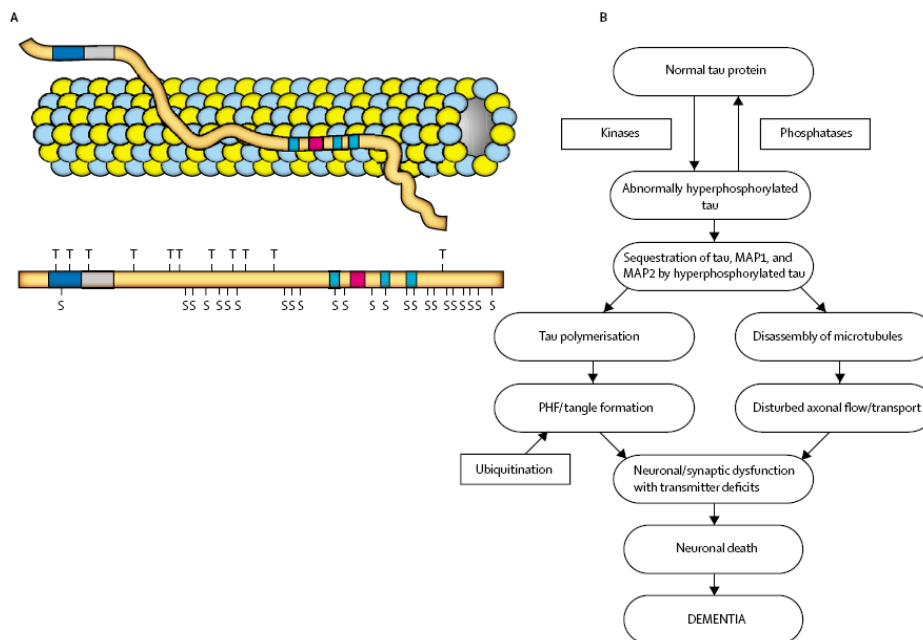 A
B
Normal tau protein
Kinases
Phosphatases
Abnormally hyperphosphorylated
tau
T T T T TT T T T T T
S SS S SSS SSS SS S S SS SS SSSSS S
Sequestration of tau, MAP1, and
MAP2 by hyperphosphorylated tau
Tau polymerisation
Disassembly of microtubules
PHF/tangle formation
Disturbed axonal flow/transport
Ubiquitination
Neuronal/synaptic dysfunction
with transmitter deficits
Neuronal death
DEMENTIA